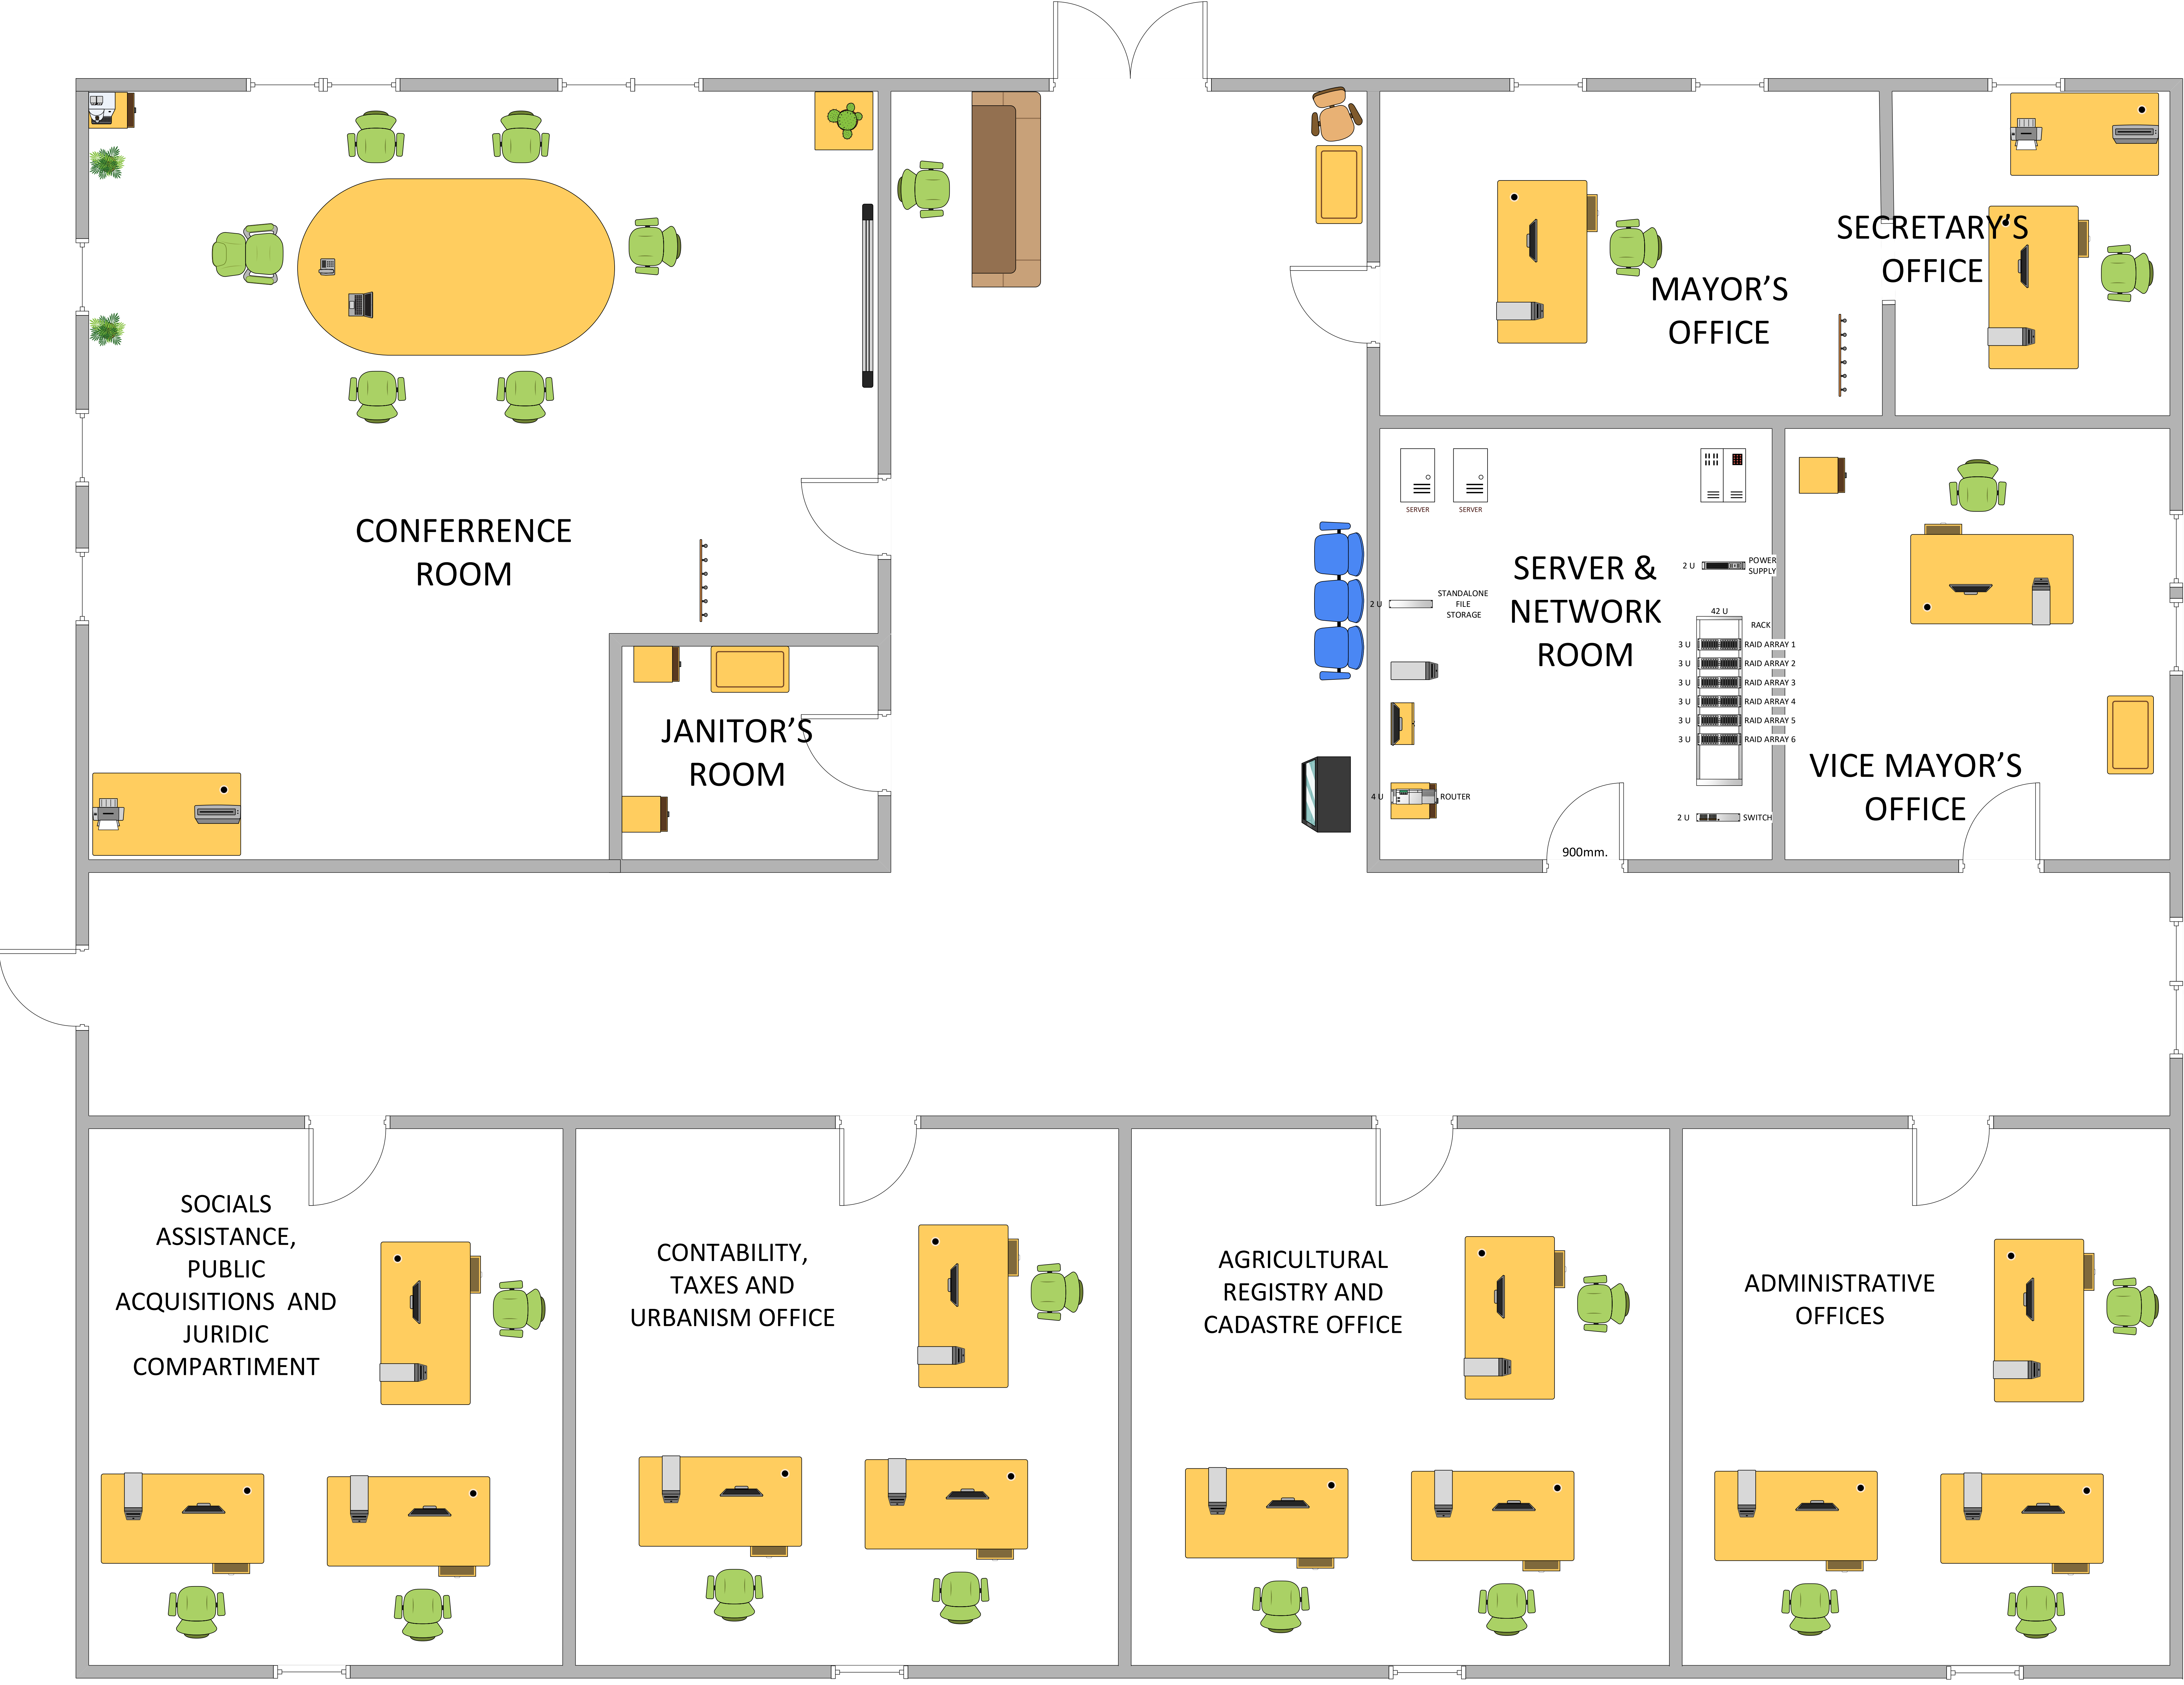 SECRETARY'S
OFFICE
MAYOR'S
OFFICE
CONFERRENCE
ROOM
SERVER
SERVER
SERVER &
NETWORK
ROOM
2 U
POWER
SUPPLY
2 U
STANDALONE
FILE
STORAGE
42 U
RACK
3 U
RAID ARRAY 1
3 U
RAID ARRAY 2
3 U
RAID ARRAY 3
3 U
RAID ARRAY 4
3 U
RAID ARRAY 5
3 U
RAID ARRAY 6
4 U
ROUTER
2 U
SWITCH
900mm.
JANITOR'S
ROOM
VICE MAYOR'S
OFFICE
SOCIALS
ASSISTANCE,
PUBLIC
ACQUISITIONS AND
JURIDIC
COMPARTIMENT
CONTABILITY,
TAXES AND
URBANISM OFFICE
AGRICULTURAL
REGISTRY AND
CADASTRE OFFICE
ADMINISTRATIVE
OFFICES